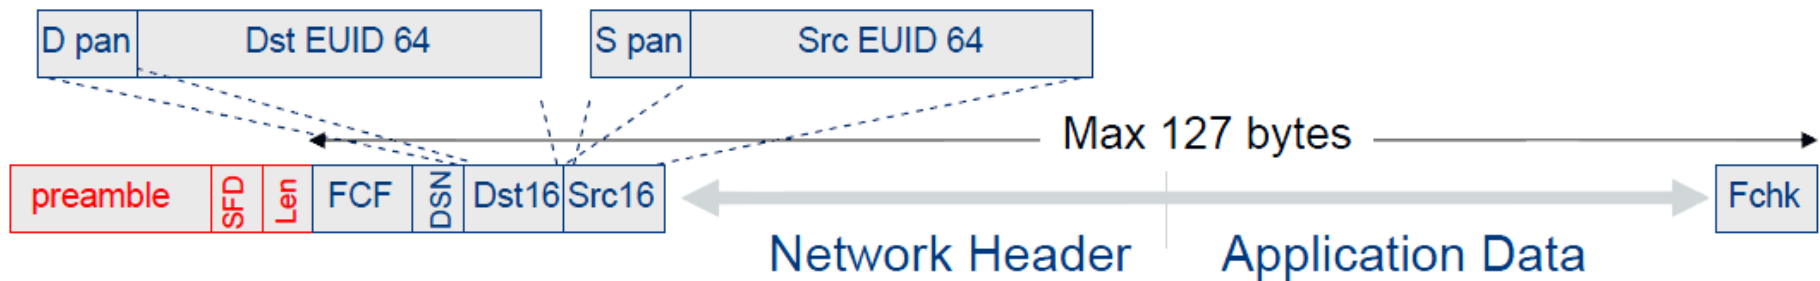 D pan Dst EUID 64 S pan Src EUID 64
Max 127 bytes
preamble SFD Len FCF DSN Dst16 Src16 Fchk
Network Header Application Data